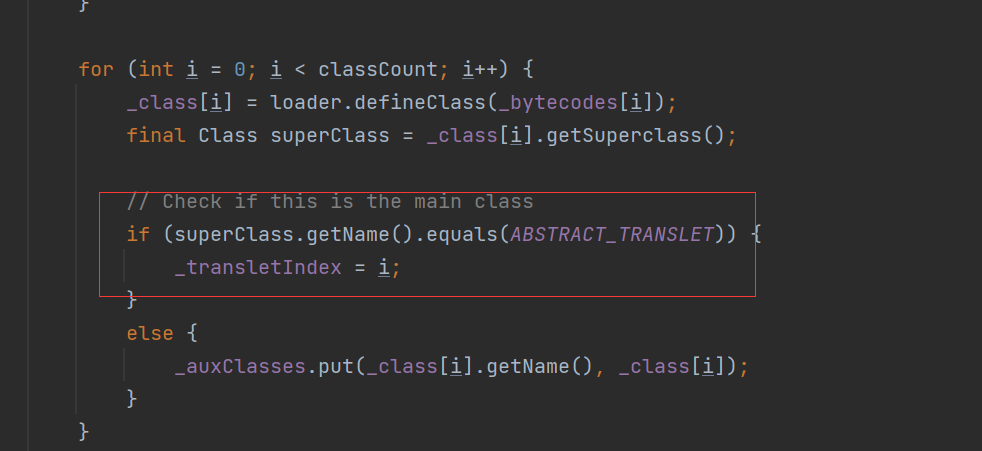 }
for (int i = 0; i < classCount; i++) {
_class[i] = loader.defineClass(_bytecodes[i]);
final Class superClass = _class[i].getSuperclass();
// Check if this is the main class
if (superClass.getName().equals(ABSTRACT_TRANSLET)) {
_transletIndex = i;
}
else {
_auxClasses.put(_class[i].getName(), _class[i]);
}
}